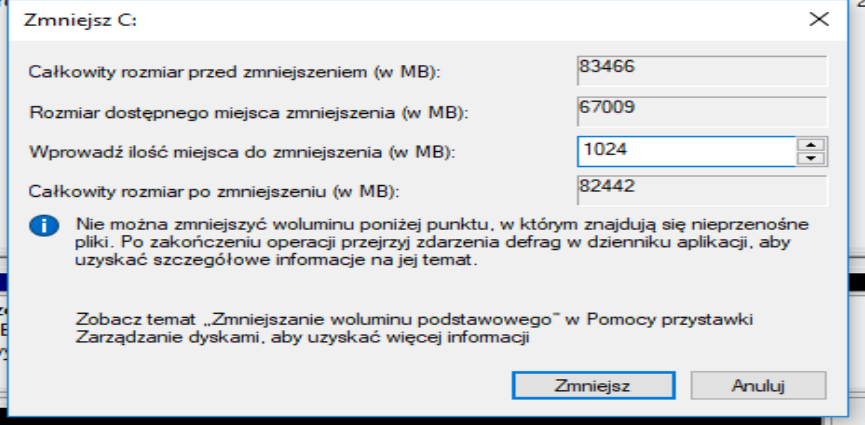 Zmniejsz C:
Całkowity rozmiar przed zmniejszeniem (w MB): 83466
Rozmiar dostępnego miejsca zmniejszenia (w MB): 67009
Wprowadź ilość miejsca do zmniejszenia (w MB): 1024
Całkowity rozmiar po zmniejszeniu (w MB): 82442
Nie można zmniejszyć woluminu poniżej punktu, w którym znajdują się nieprzenośne
pliki. Po zakończeniu operacji przejrzyj zdarzenia defrag w dzienniku aplikacji, aby
uzyskać szczegółowe informacje na jej temat.
Zobacz temat „Zmniejszanie woluminu podstawowego” w Pomocy przystawki
Zarządzanie dyskami, aby uzyskać więcej informacji
Zmniejsz Anuluj